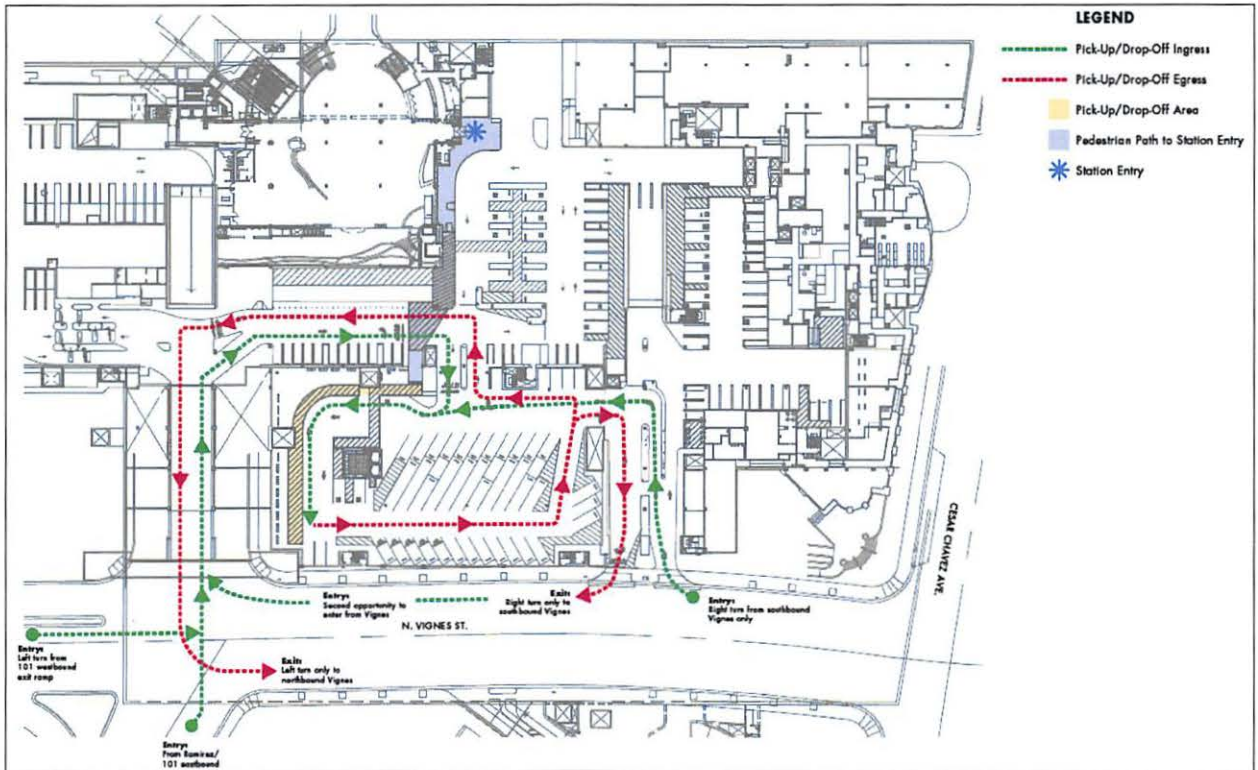 LEGEND
Pick-Up/Drop-Off Ingress
Pick-Up/Drop-Off Egress
Pick-Up/Drop-Off Area
Pedestrian Path to Station Entry
Station Entry
CESAR CHAVEZ AVE.
Entry:
Second opportunity to
enter from Vignes
Exit:
Right turn only to
southbound Vignes
Entry:
Right turn from southbound
Vignes only
N. VIGNES ST.
Entry:
Left turn from
101 westbound
exit ramp
Exit:
Left turn only to
northbound Vignes
Entry:
From Ramirez/
101 eastbound